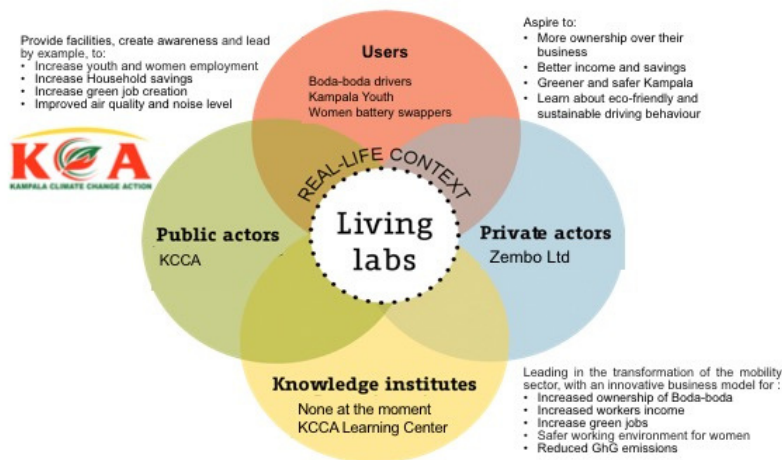 Provide facilities, create awareness and lead
by example, to:
• Increase youth and women employment
• Increase Household savings
• Increase green job creation
• Improved air quality and noise level
KCA
KAMPALA CLIMATE CHANGE ACTION
Users
Boda-boda drivers
Kampala Youth
Women battery swappers
Aspire to:
• More ownership over their
business
• Better income and savings
• Greener and safer Kampala
• Learn about eco-friendly and
sustainable driving behaviour
REAL-LIFE CONTEXT
Living
labs
Public actors
KCCA
Private actors
Zembo Ltd
Knowledge institutes
None at the moment
KCCA Learning Center
Leading in the transformation of the mobility
sector, with an innovative business model for :
• Increased ownership of Boda-boda
• Increased workers income
• Increase green jobs
• Safer working environment for women
• Reduced GhG emissions